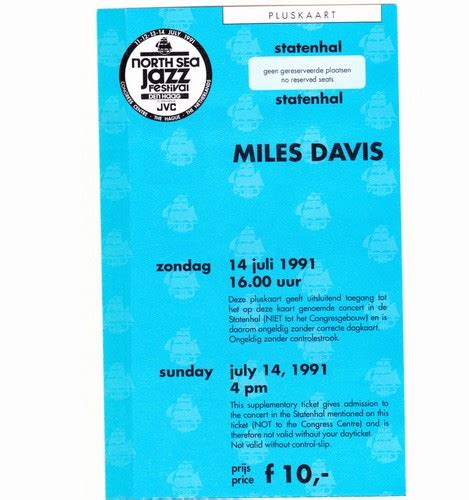 PLUSKAART
11-12-13-14 JULY 1991
NORTH SEA
JAZZ
FESTIVAL
DEN HAAG
JVC
CONGRES CENTRE - THE HAGUE - THE NETHERLANDS
statenhal
geen gereserveerde plaatsen
no reserved seats
statenhal
MILES DAVIS
zondag 14 juli 1991
16.00 uur
Deze pluskaart geeft uitsluitend toegang tot
het op deze kaart genoemde concert in de
Statenhal (NIET tot het Congresgebouw) en is
daarom ongeldig zonder correcte dagkaart.
Ongeldig zonder controlestrook.
sunday july 14, 1991
4 pm
This supplementary ticket gives admission
to the concert in the Statenhal mentioned on this
ticket (NOT to the Congress Centre) and is
therefore not valid without your dayticket.
Not valid without control-slip.
prijs
price f 10,-